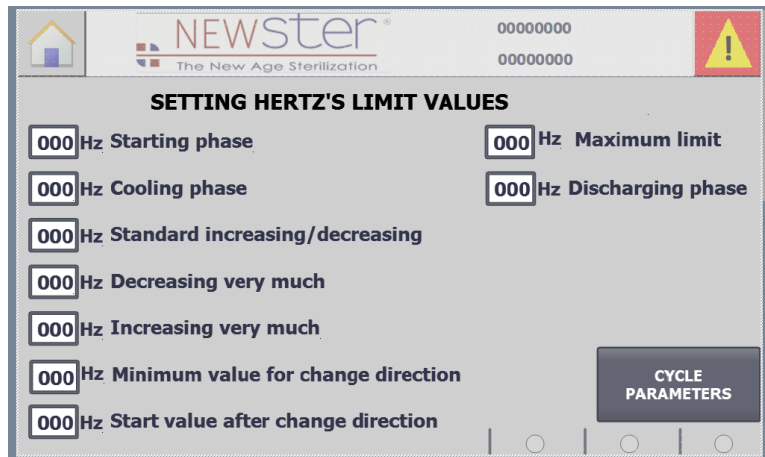 NEWSter®
The New Age Sterilization
00000000
00000000
!
SETTING HERTZ'S LIMIT VALUES
000 Hz Starting phase
000 Hz Maximum limit
000 Hz Cooling phase
000 Hz Discharging phase
000 Hz Standard increasing/decreasing
000 Hz Decreasing very much
000 Hz Increasing very much
000 Hz Minimum value for change direction
000 Hz Start value after change direction
CYCLE
PARAMETERS